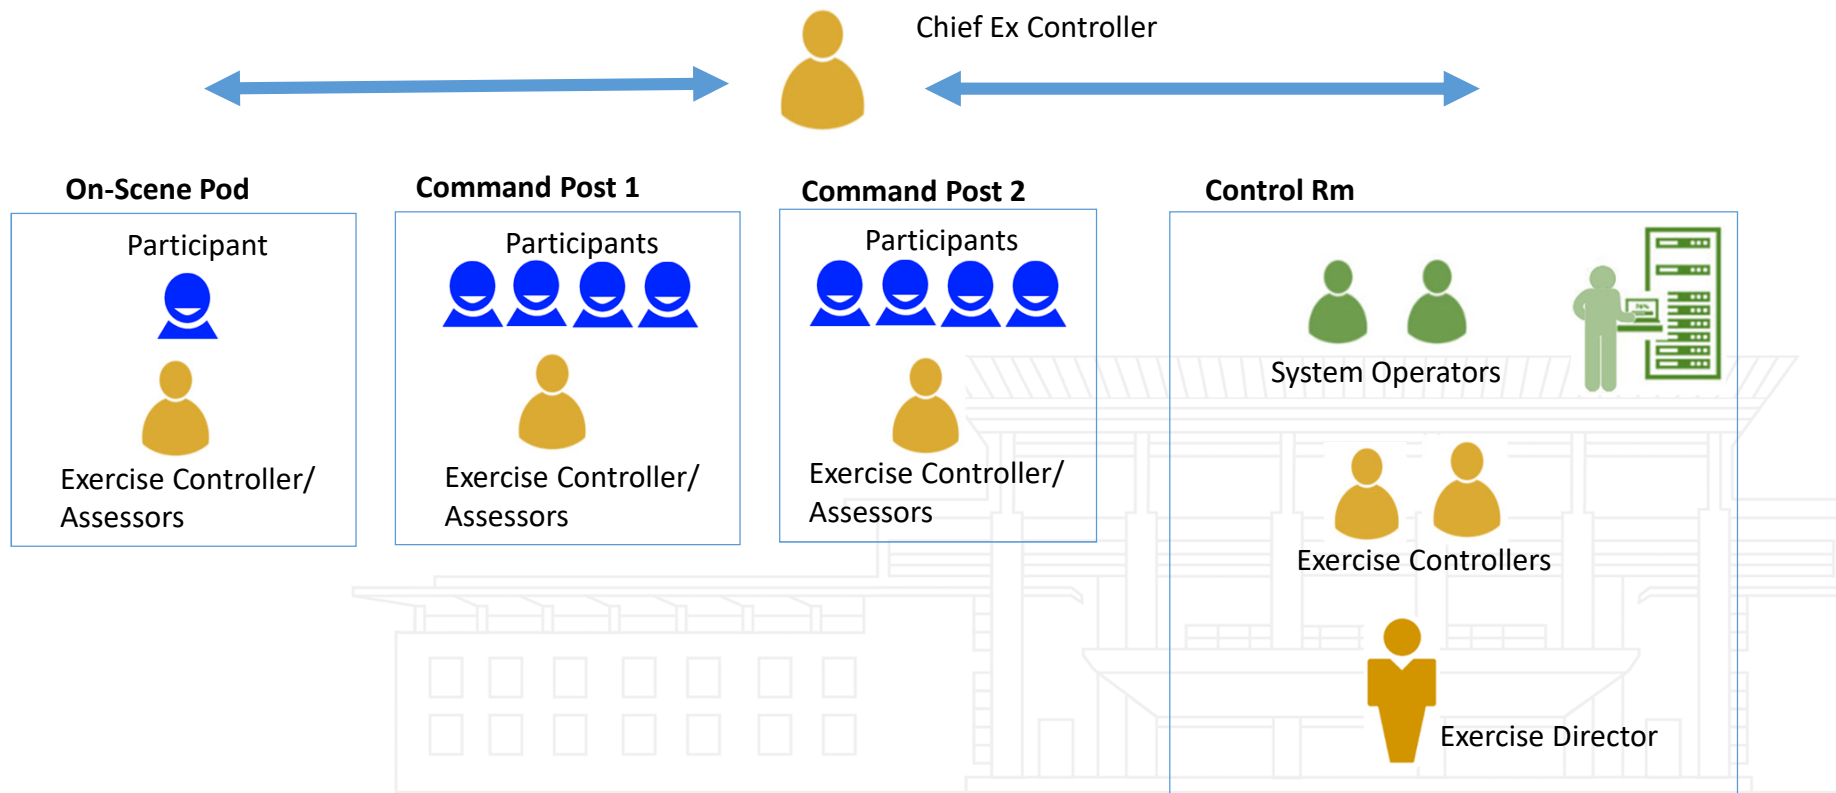 Chief Ex Controller
On-Scene Pod
Participant
Exercise Controller/
Assessors
Command Post 1
Participants
Exercise Controller/
Assessors
Command Post 2
Participants
Exercise Controller/
Assessors
Control Rm
System Operators
Exercise Controllers
Exercise Director